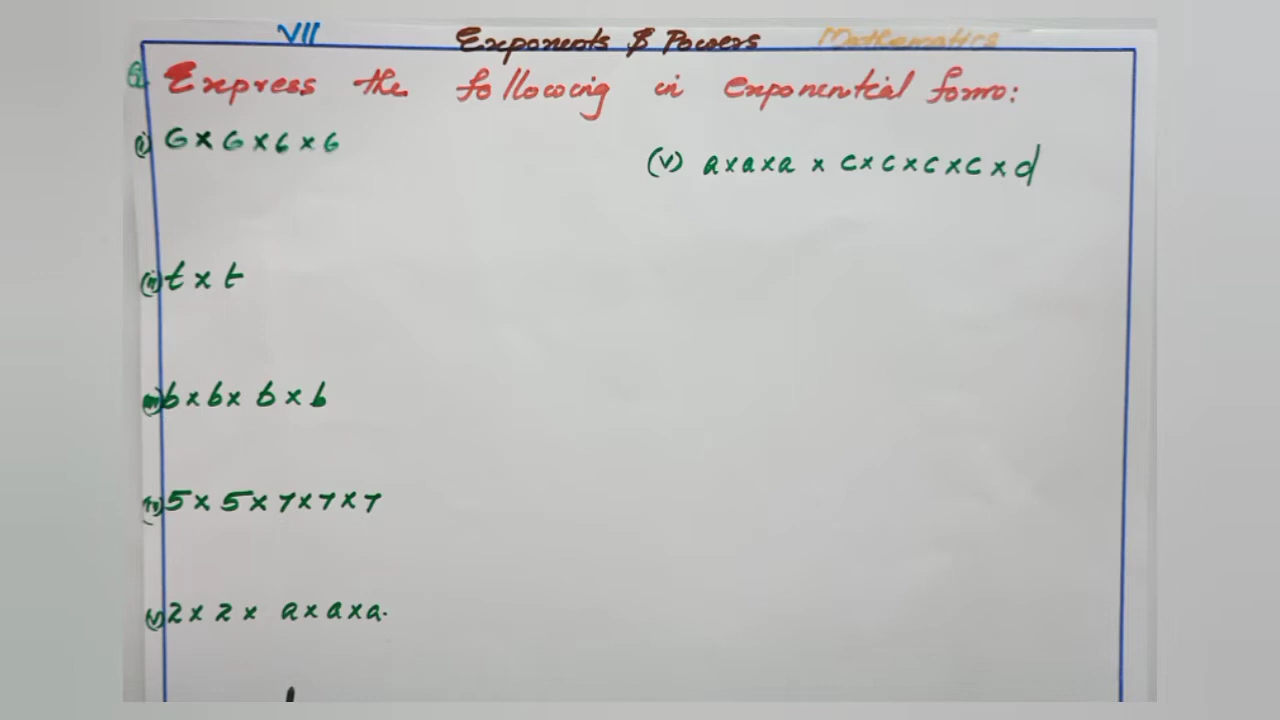 VII Exponents & Powers Mathematics
Q Express the following in exponential form:
(i) 6 × 6 × 6 × 6
(v) a × a × a × c × c × c × c × d
(ii) t × t
(iii) b × b × b × b
(iv) 5 × 5 × 7 × 7 × 7
(v) 2 × 2 × a × a × a.